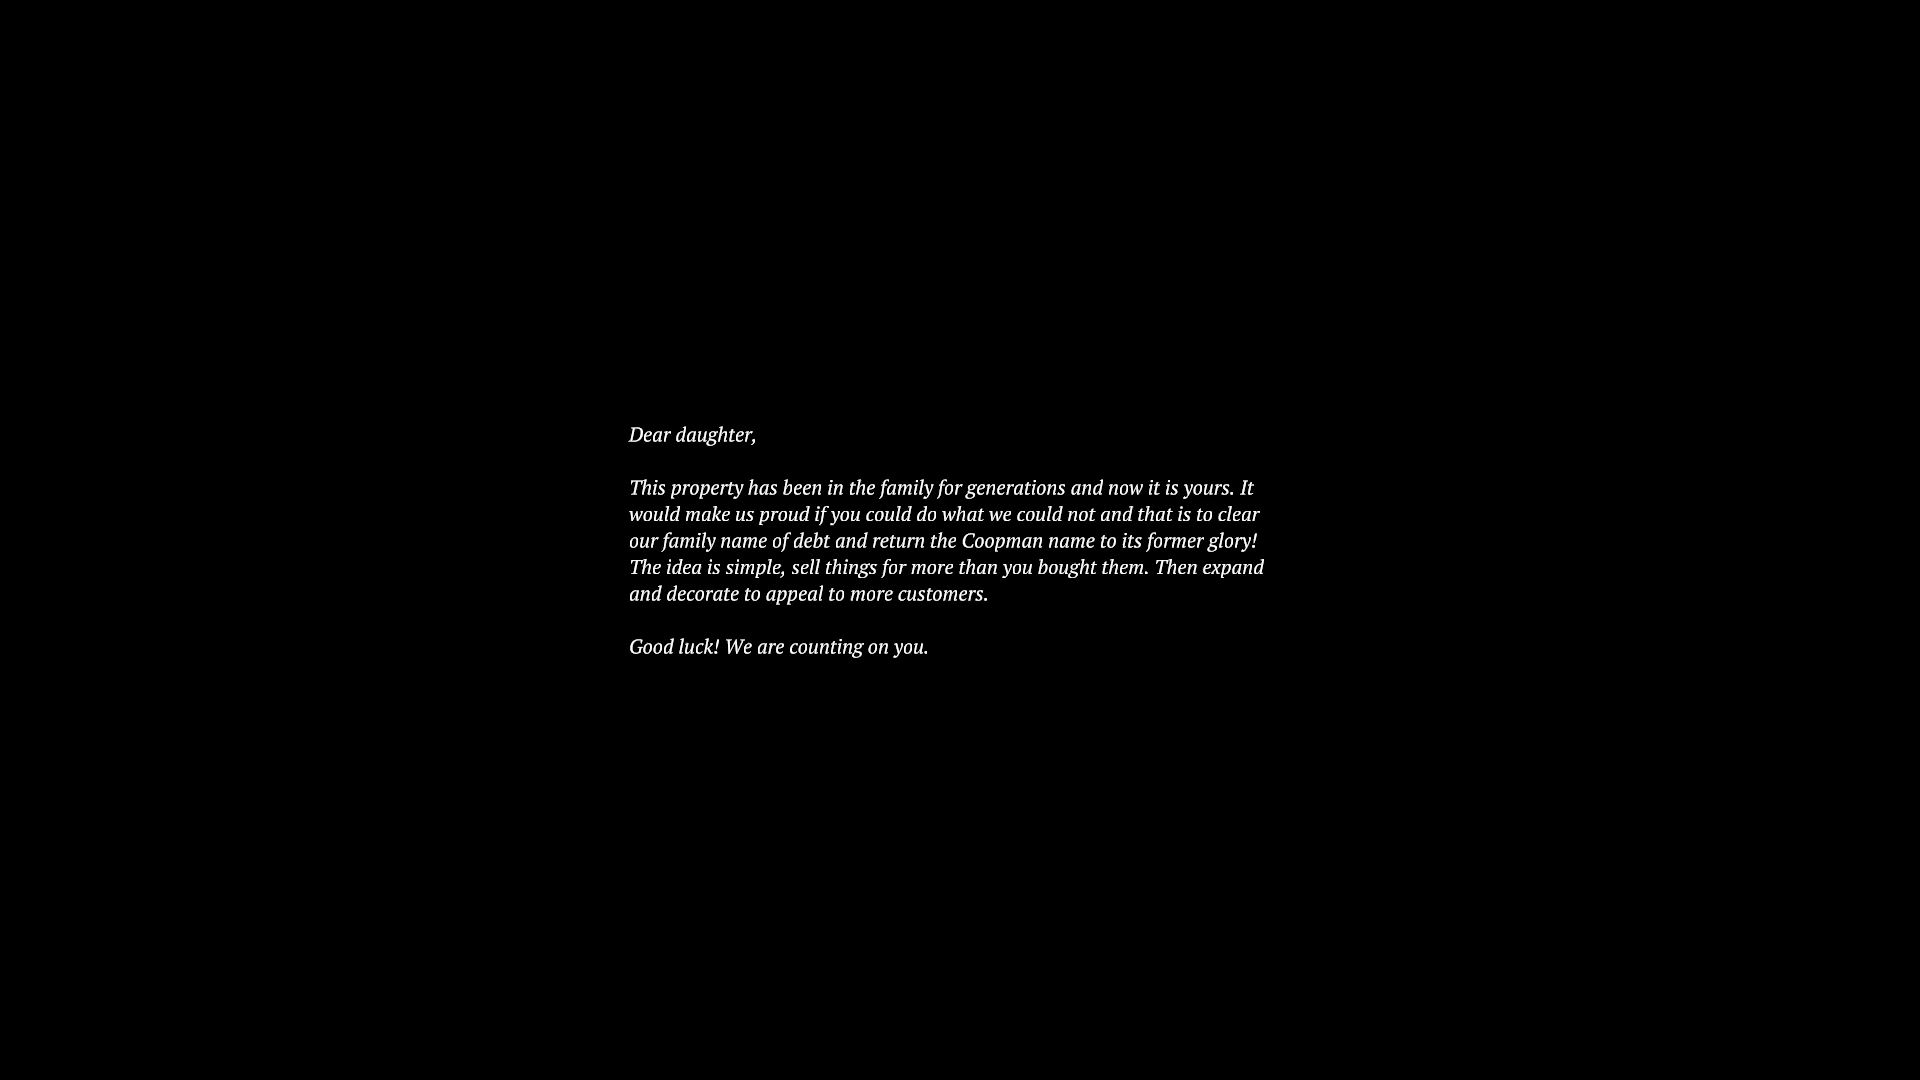 Dear daughter,
This property has been in the family for generations and now it is yours. It
would make us proud if you could do what we could not and that is to clear
our family name of debt and return the Coopman name to its former glory!
The idea is simple, sell things for more than you bought them. Then expand
and decorate to appeal to more customers.
Good luck! We are counting on you.